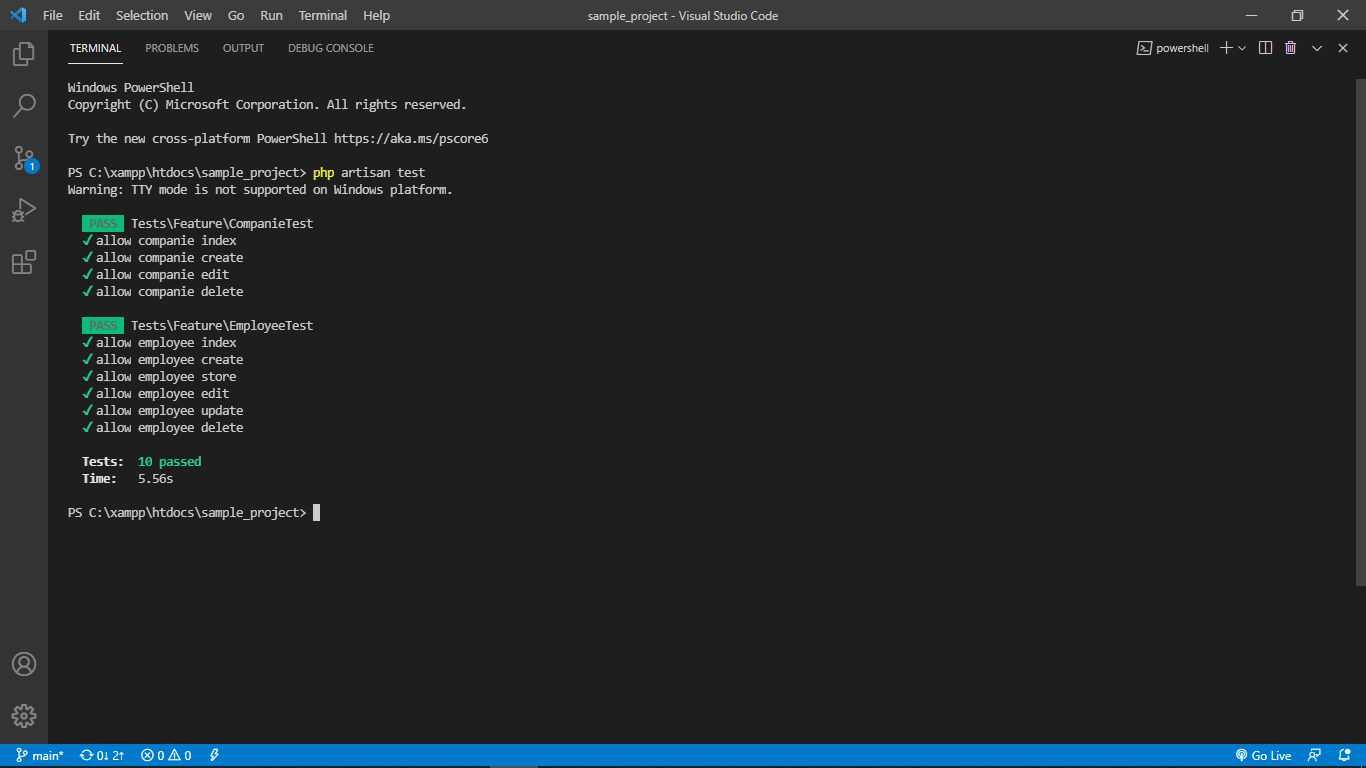 File Edit Selection View Go Run Terminal Help sample_project - Visual Studio Code
TERMINAL PROBLEMS OUTPUT DEBUG CONSOLE powershell
Windows PowerShell
Copyright (C) Microsoft Corporation. All rights reserved.
Try the new cross-platform PowerShell https://aka.ms/pscore6
PS C:\xampp\htdocs\sample_project> php artisan test
Warning: TTY mode is not supported on Windows platform.
PASS Tests\Feature\CompanieTest
✓ allow companie index
✓ allow companie create
✓ allow companie edit
✓ allow companie delete
PASS Tests\Feature\EmployeeTest
✓ allow employee index
✓ allow employee create
✓ allow employee store
✓ allow employee edit
✓ allow employee update
✓ allow employee delete
Tests: 10 passed
Time: 5.56s
PS C:\xampp\htdocs\sample_project>
1
main* 0↓ 2↑ 0 0 Go Live